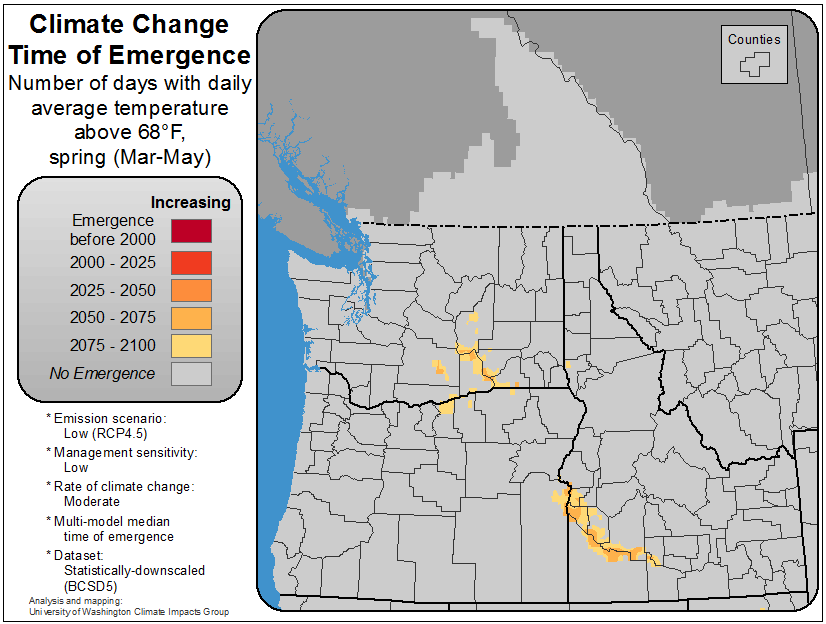 Climate Change
Time of Emergence
Number of days with daily
average temperature
above 68°F,
spring (Mar-May)
Increasing
Emergence
before 2000
2000 - 2025
2025 - 2050
2050 - 2075
2075 - 2100
No Emergence
* Emission scenario:
Low (RCP4.5)
* Management sensitivity:
Low
* Rate of climate change:
Moderate
* Multi-model median
time of emergence
* Dataset:
Statistically-downscaled
(BCSD5)
Analysis and mapping:
University of Washington Climate Impacts Group
Counties